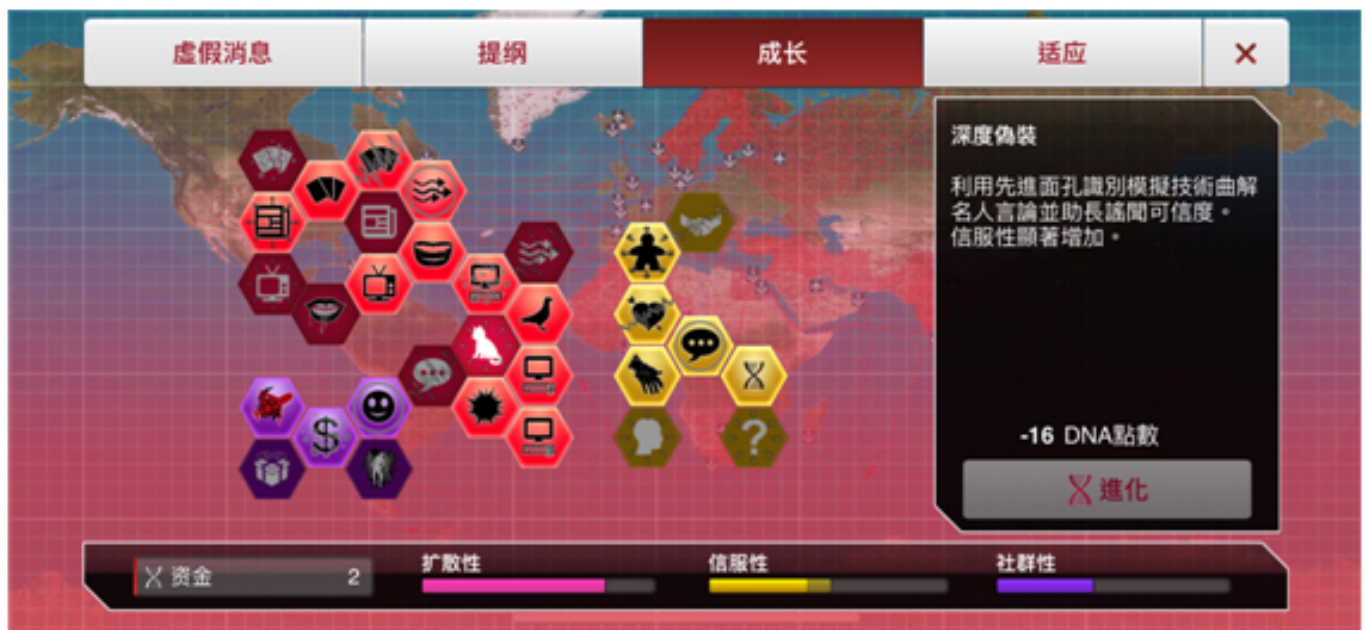 虛假消息
提纲
成长
适应
×
深度偽裝
利用先進面孔識別模擬技術曲解
名人言論並助長謠聞可信度。
信服性顯著增加。
-16 DNA點數
進化
资金 2
扩散性
信服性
社群性